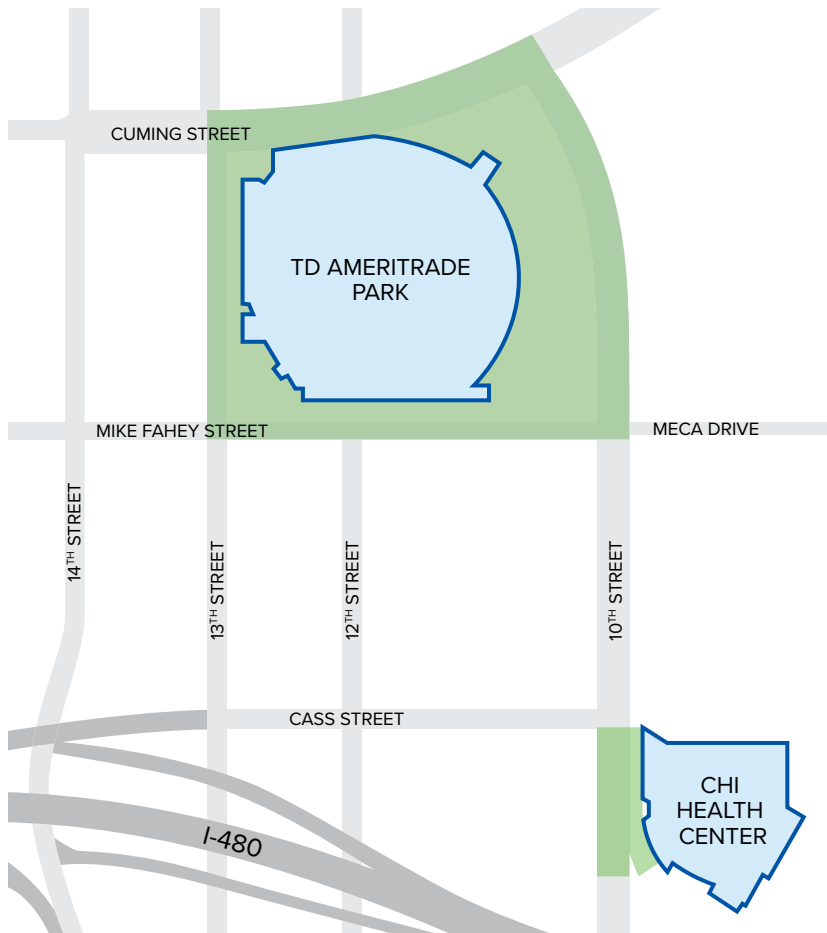 CUMING STREET
TD AMERITRADE
PARK
MIKE FAHEY STREET
MECA DRIVE
14TH STREET
13TH STREET
12TH STREET
10TH STREET
CASS STREET
CHI
HEALTH
CENTER
I-480